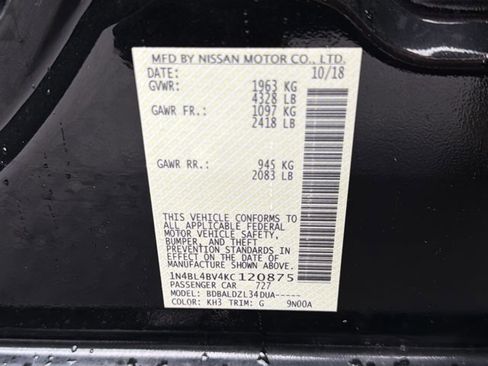 MFD BY NISSAN MOTOR CO., LTD.
DATE: 10/18
GVWR: 1963 KG
4328 LB
GAWR FR.: 1097 KG
2418 LB
GAWR RR.: 945 KG
2083 LB
THIS VEHICLE CONFORMS TO
ALL APPLICABLE FEDERAL
MOTOR VEHICLE SAFETY,
BUMPER, AND THEFT
PREVENTION STANDARDS IN
EFFECT ON THE DATE OF
MANUFACTURE SHOWN ABOVE.
1N4BL4BV4KC120875
PASSENGER CAR 727
MODEL: BDBALDZL34DUA-----
COLOR: KH3 TRIM: G 9N00A